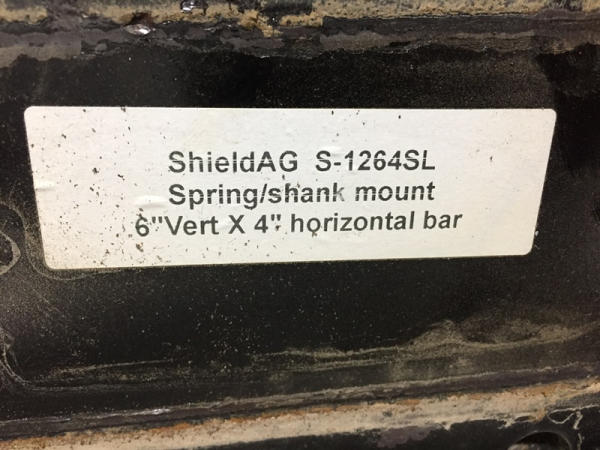 ShieldAG S-1264SL
Spring/shank mount
6"Vert X 4" horizontal bar